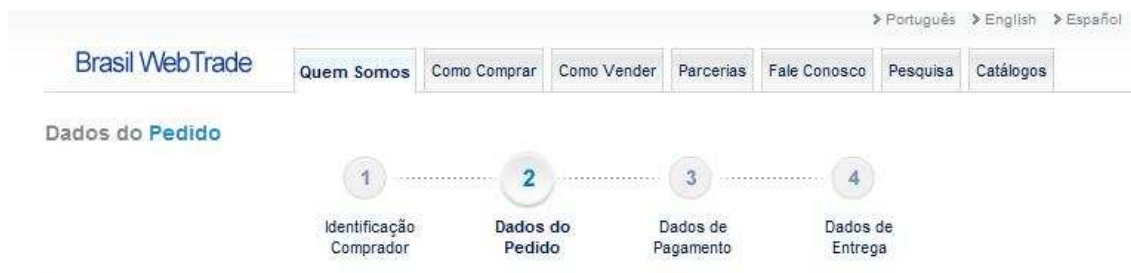 Português English Español
Brasil WebTrade
Quem Somos Como Comprar Como Vender Parcerias Fale Conosco Pesquisa Catálogos
Dados do Pedido
1 2 3 4
Identificação Comprador
Dados do Pedido
Dados de Pagamento
Dados de Entrega